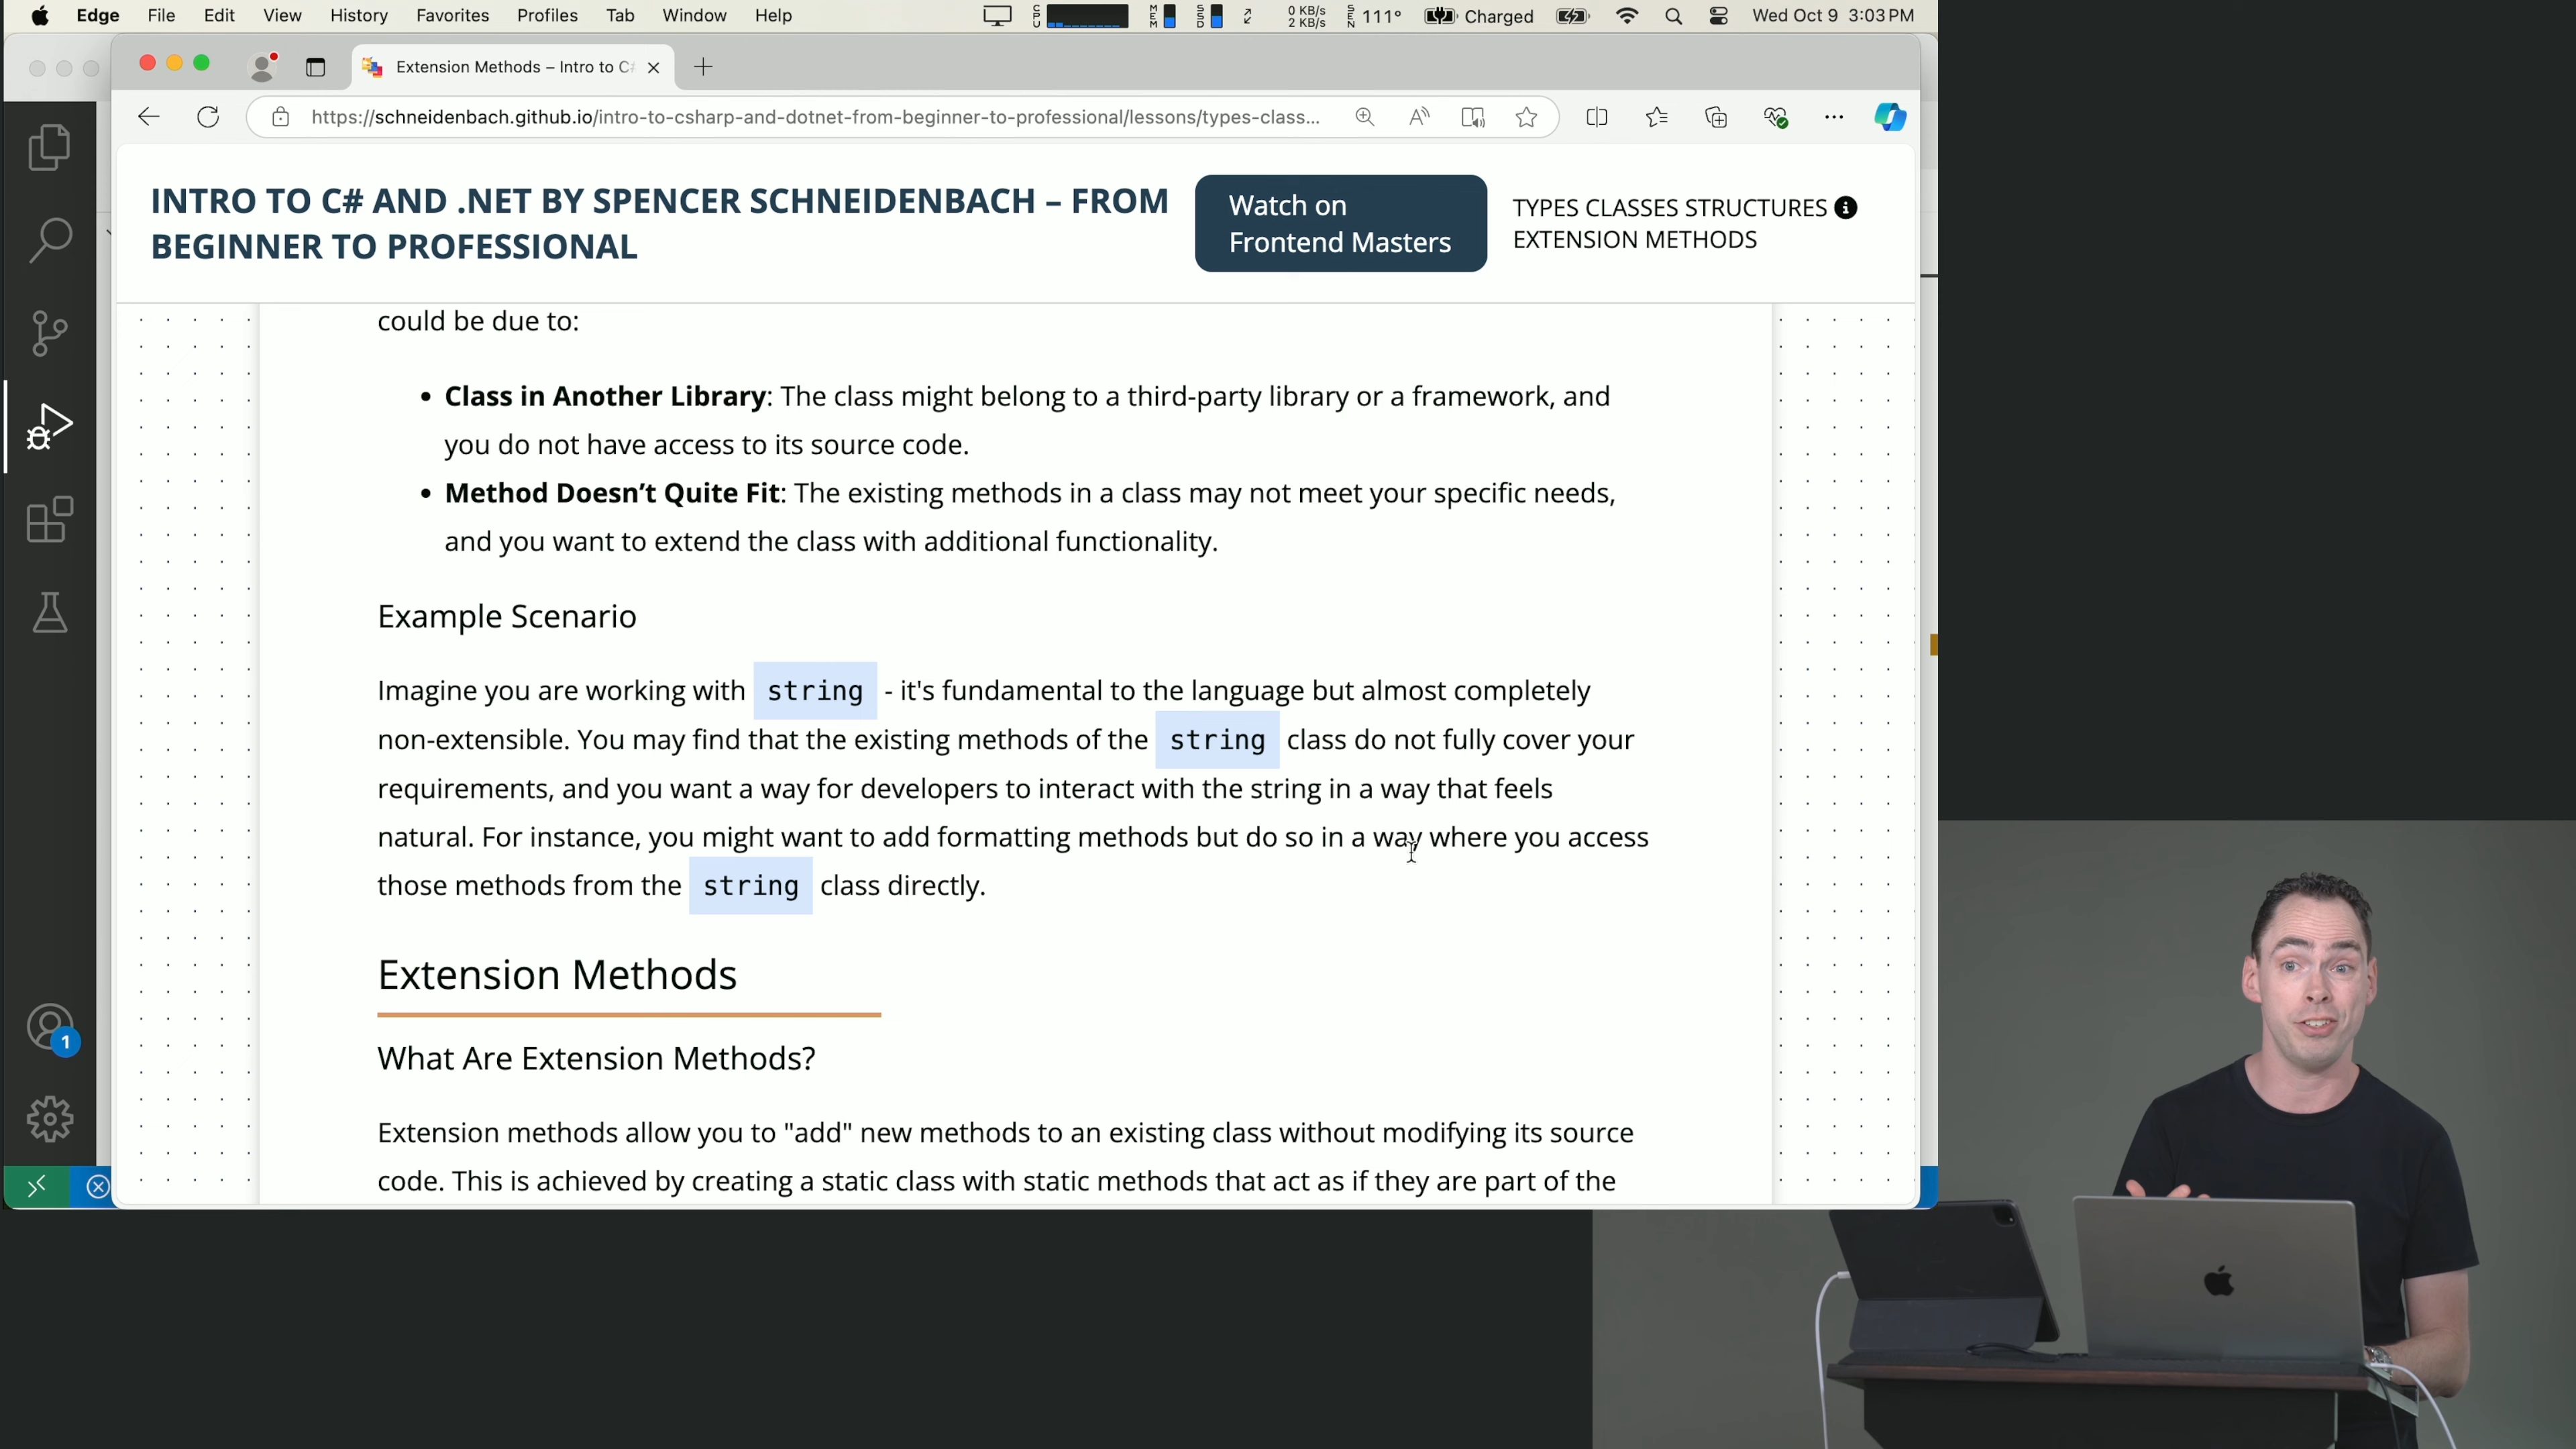 Edge File Edit View History Favorites Profiles Tab Window Help
CPU MEM SSD 0 KB/s 2 KB/s SEN 111° Charged Wed Oct 9 3:03 PM
Extension Methods – Intro to C#
https://schneidenbach.github.io/intro-to-csharp-and-dotnet-from-beginner-to-professional/lessons/types-class...
INTRO TO C# AND .NET BY SPENCER SCHNEIDENBACH – FROM
BEGINNER TO PROFESSIONAL
Watch on
Frontend Masters
TYPES CLASSES STRUCTURES
EXTENSION METHODS
could be due to:
• Class in Another Library: The class might belong to a third-party library or a framework, and
you do not have access to its source code.
• Method Doesn’t Quite Fit: The existing methods in a class may not meet your specific needs,
and you want to extend the class with additional functionality.
Example Scenario
Imagine you are working with string - it's fundamental to the language but almost completely
non-extensible. You may find that the existing methods of the string class do not fully cover your
requirements, and you want a way for developers to interact with the string in a way that feels
natural. For instance, you might want to add formatting methods but do so in a way where you access
those methods from the string class directly.
Extension Methods
What Are Extension Methods?
Extension methods allow you to "add" new methods to an existing class without modifying its source
code. This is achieved by creating a static class with static methods that act as if they are part of the
1